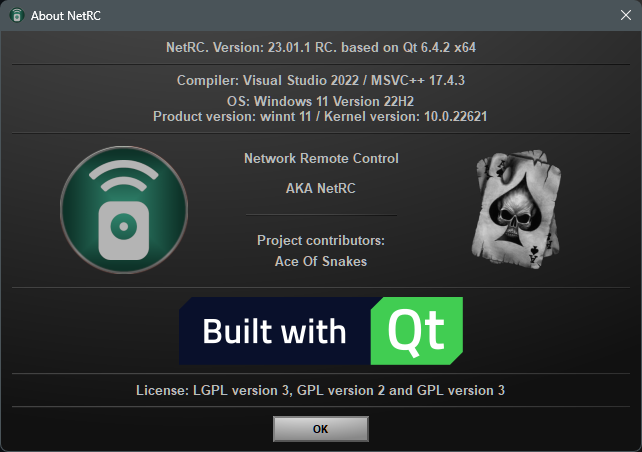 About NetRC
NetRC. Version: 23.01.1 RC. based on Qt 6.4.2 x64
Compiler: Visual Studio 2022 / MSVC++ 17.4.3
OS: Windows 11 Version 22H2
Product version: winnt 11 / Kernel version: 10.0.22621
Network Remote Control
AKA NetRC
Project contributors:
Ace Of Snakes
Built with Qt
License: LGPL version 3, GPL version 2 and GPL version 3
OK